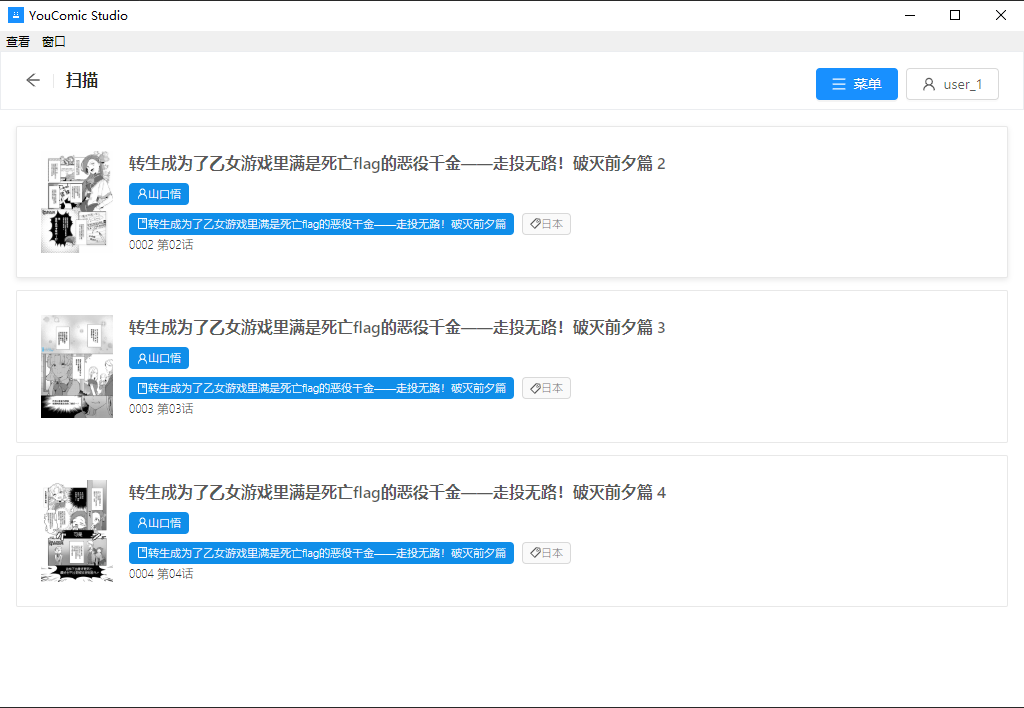 YouComic Studio
查看 窗口
扫描
菜单
user_1
转生成为了乙女游戏里满是死亡flag的恶役千金——走投无路！破灭前夕篇 2
山口悟
转生成为了乙女游戏里满是死亡flag的恶役千金——走投无路！破灭前夕篇 日本
0002 第02话
转生成为了乙女游戏里满是死亡flag的恶役千金——走投无路！破灭前夕篇 3
山口悟
转生成为了乙女游戏里满是死亡flag的恶役千金——走投无路！破灭前夕篇 日本
0003 第03话
转生成为了乙女游戏里满是死亡flag的恶役千金——走投无路！破灭前夕篇 4
山口悟
转生成为了乙女游戏里满是死亡flag的恶役千金——走投无路！破灭前夕篇 日本
0004 第04话